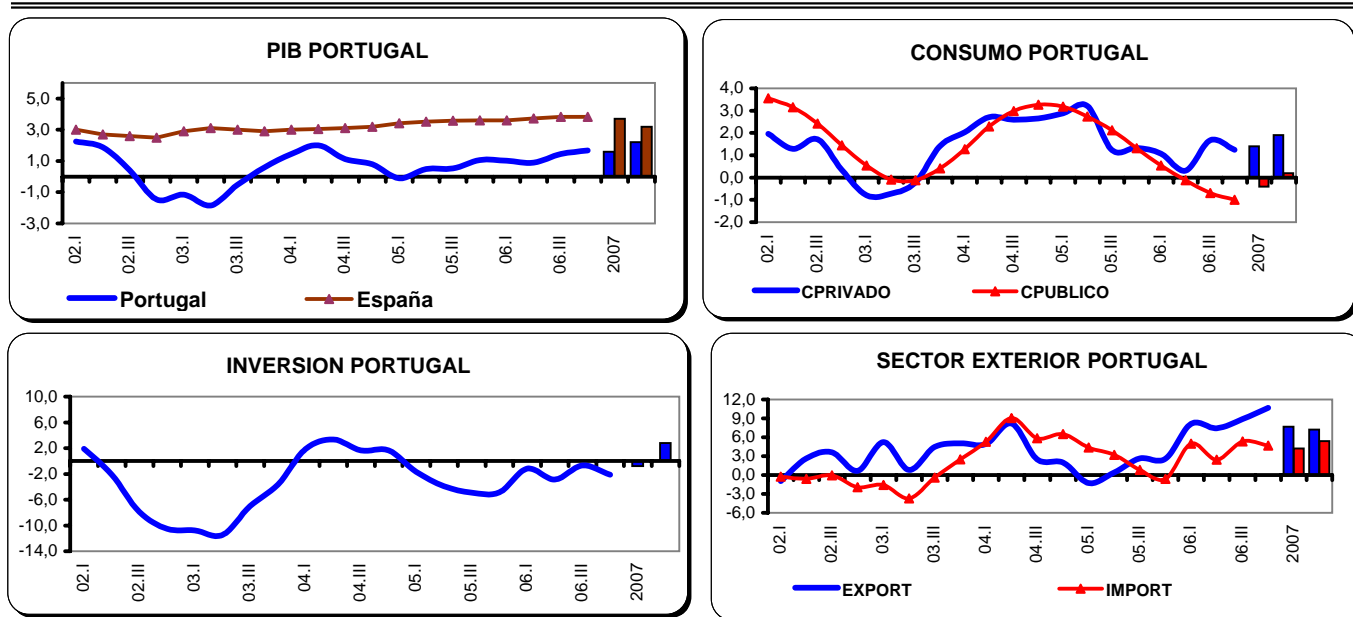 PIB PORTUGAL
5,0
3,0
1,0
-1,0
-3,0
02.I
02.III
03.I
03.III
04.I
04.III
05.I
05.III
06.I
06.III
2007
Portugal
España
CONSUMO PORTUGAL
4,0
3,0
2,0
1,0
0,0
-1,0
-2,0
02.I
02.III
03.I
03.III
04.I
04.III
05.I
05.III
06.I
06.III
2007
CPRIVADO
CPUBLICO
INVERSION PORTUGAL
10,0
6,0
2,0
-2,0
-6,0
-10,0
-14,0
02.I
02.III
03.I
03.III
04.I
04.III
05.I
05.III
06.I
06.III
2007
SECTOR EXTERIOR PORTUGAL
12,0
9,0
6,0
3,0
0,0
-3,0
-6,0
02.I
02.III
03.I
03.III
04.I
04.III
05.I
05.III
06.I
06.III
2007
EXPORT
IMPORT